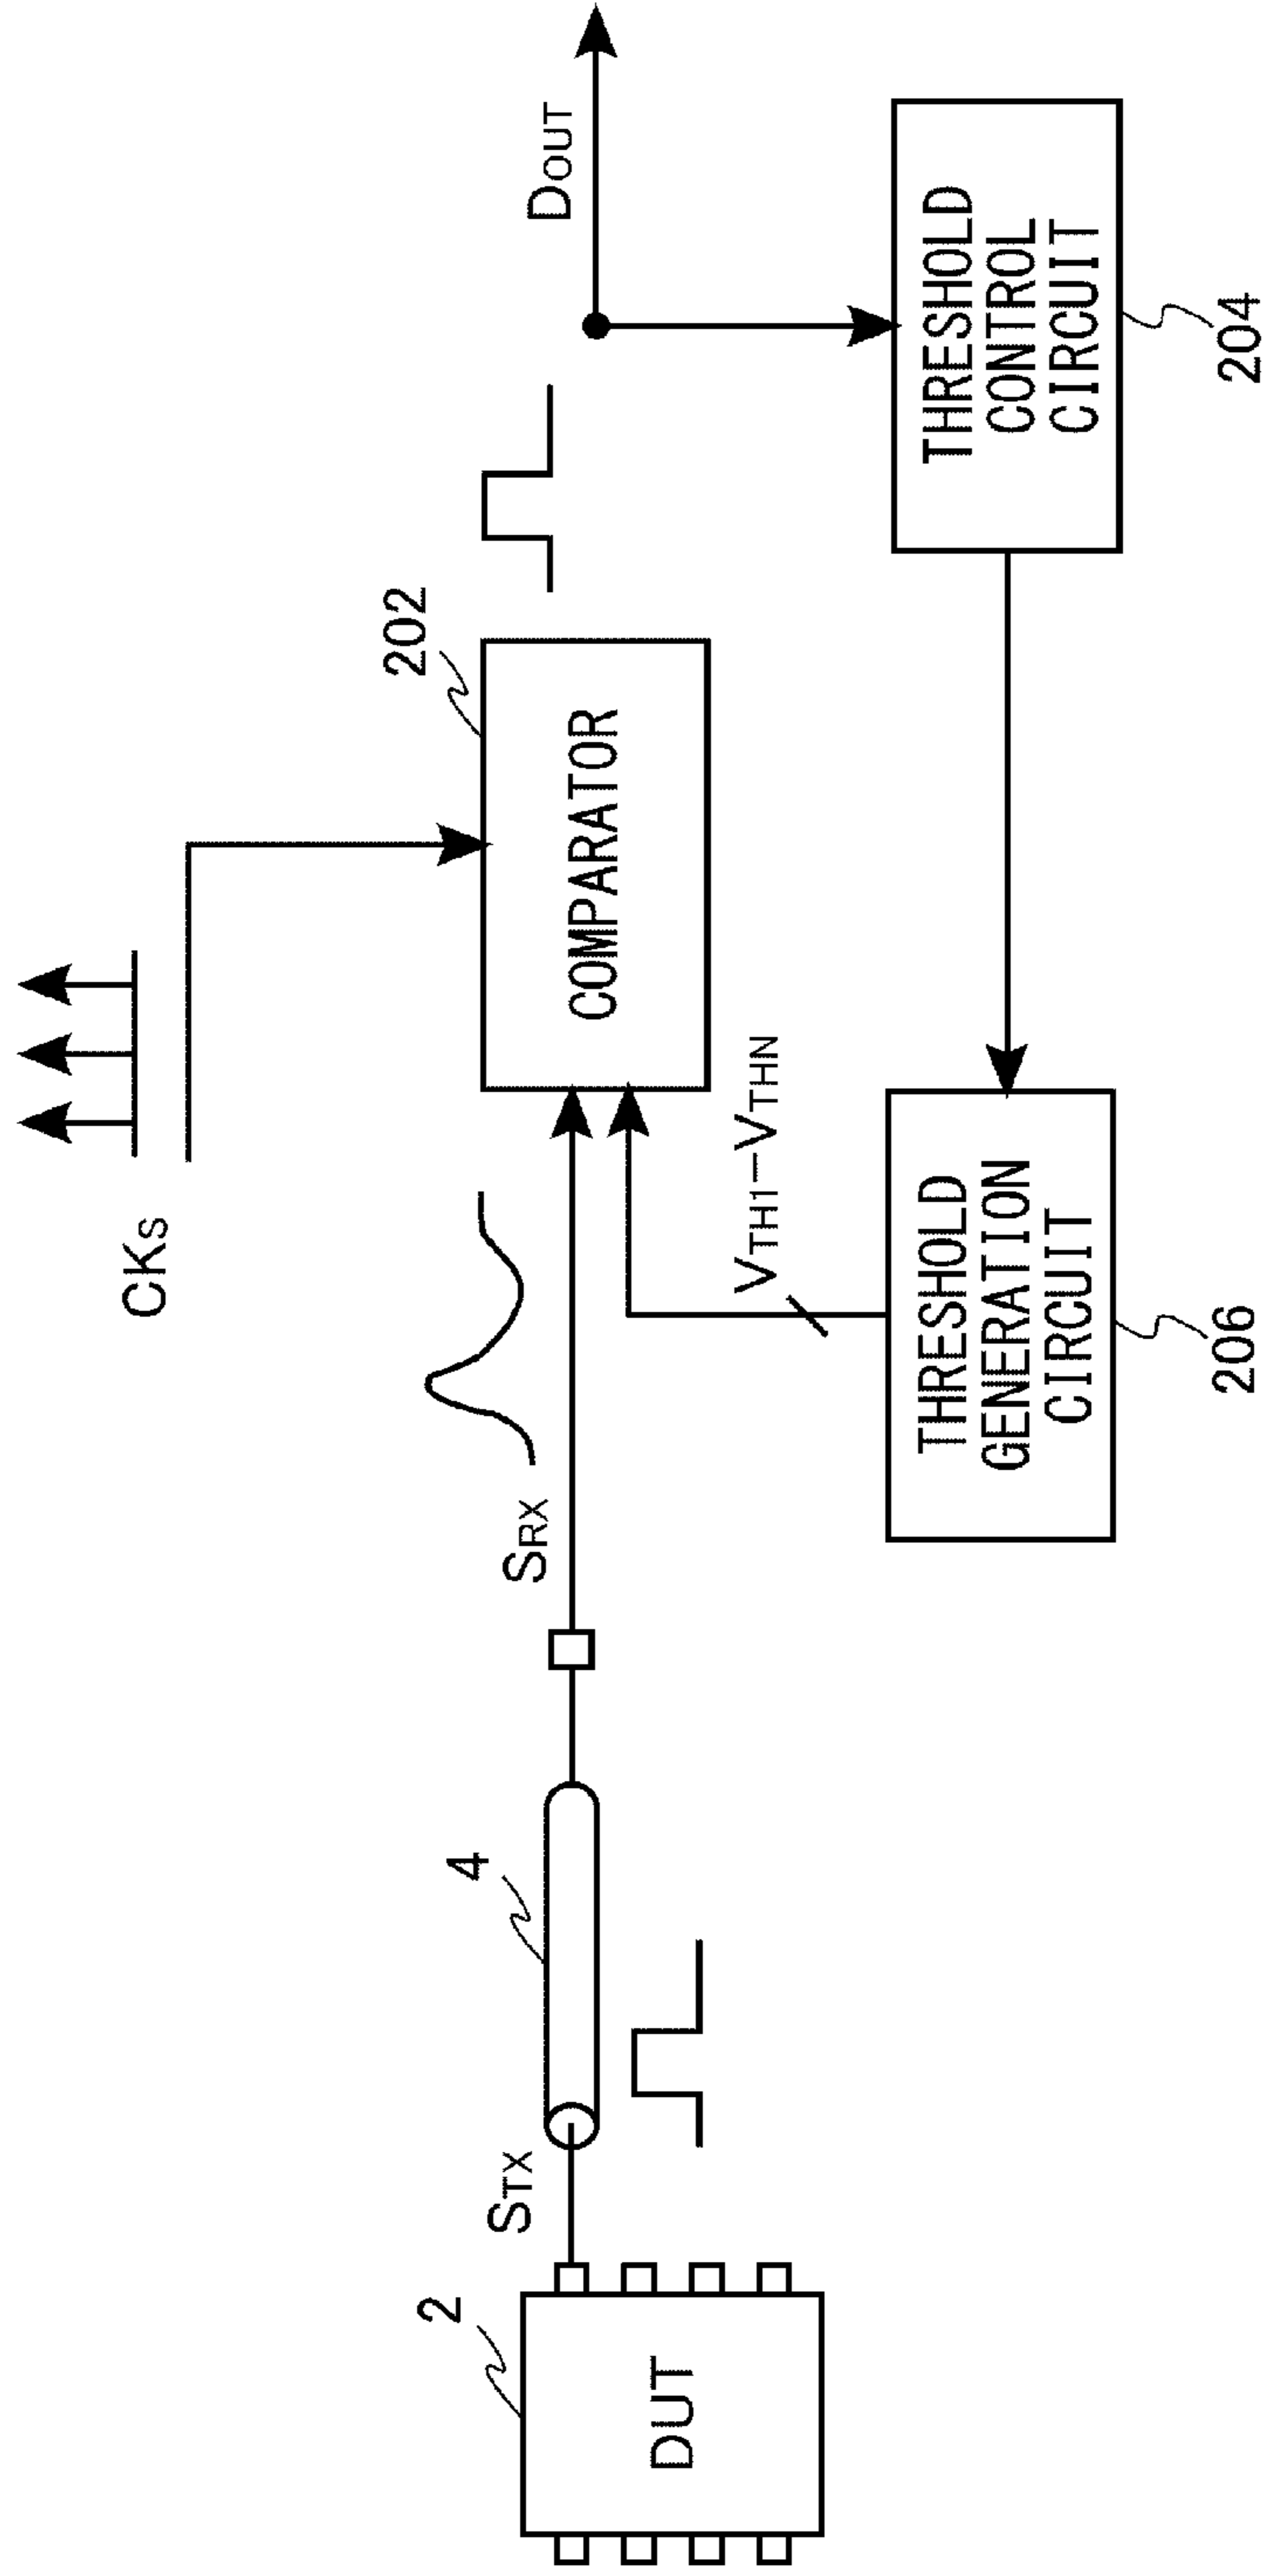 2
DUT
STX
4
SRX
CKS
202
COMPARATOR
DOUT
VTH1–VTHN
THRESHOLD
GENERATION
CIRCUIT
206
THRESHOLD
CONTROL
CIRCUIT
204